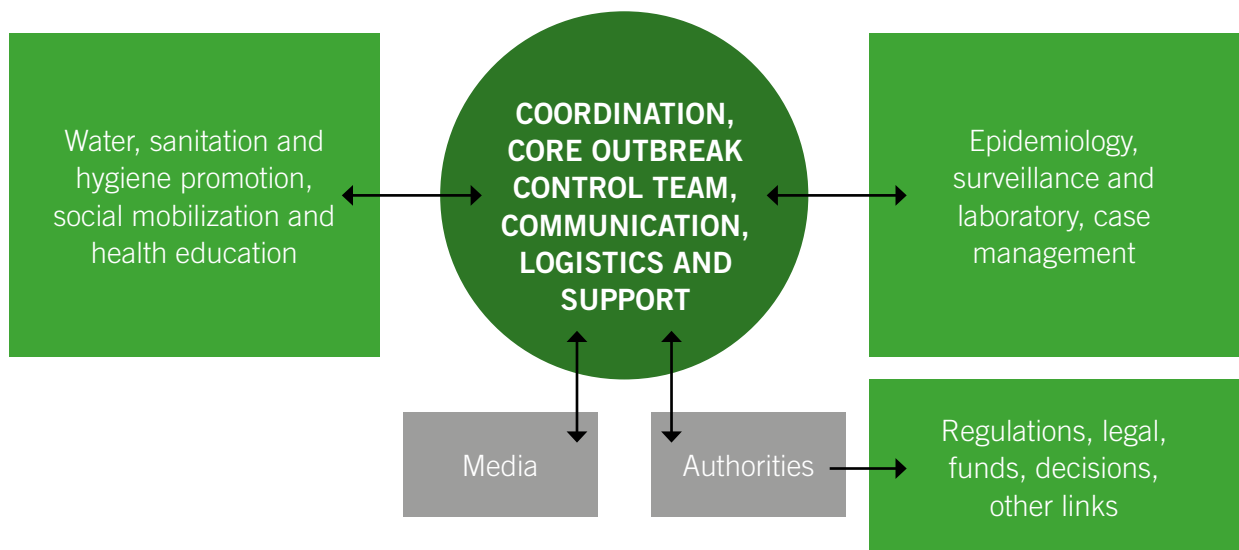 Water, sanitation and
hygiene promotion,
social mobilization and
health education
COORDINATION,
CORE OUTBREAK
CONTROL TEAM,
COMMUNICATION,
LOGISTICS AND
SUPPORT
Epidemiology,
surveillance and
laboratory, case
management
Media
Authorities
Regulations, legal,
funds, decisions,
other links